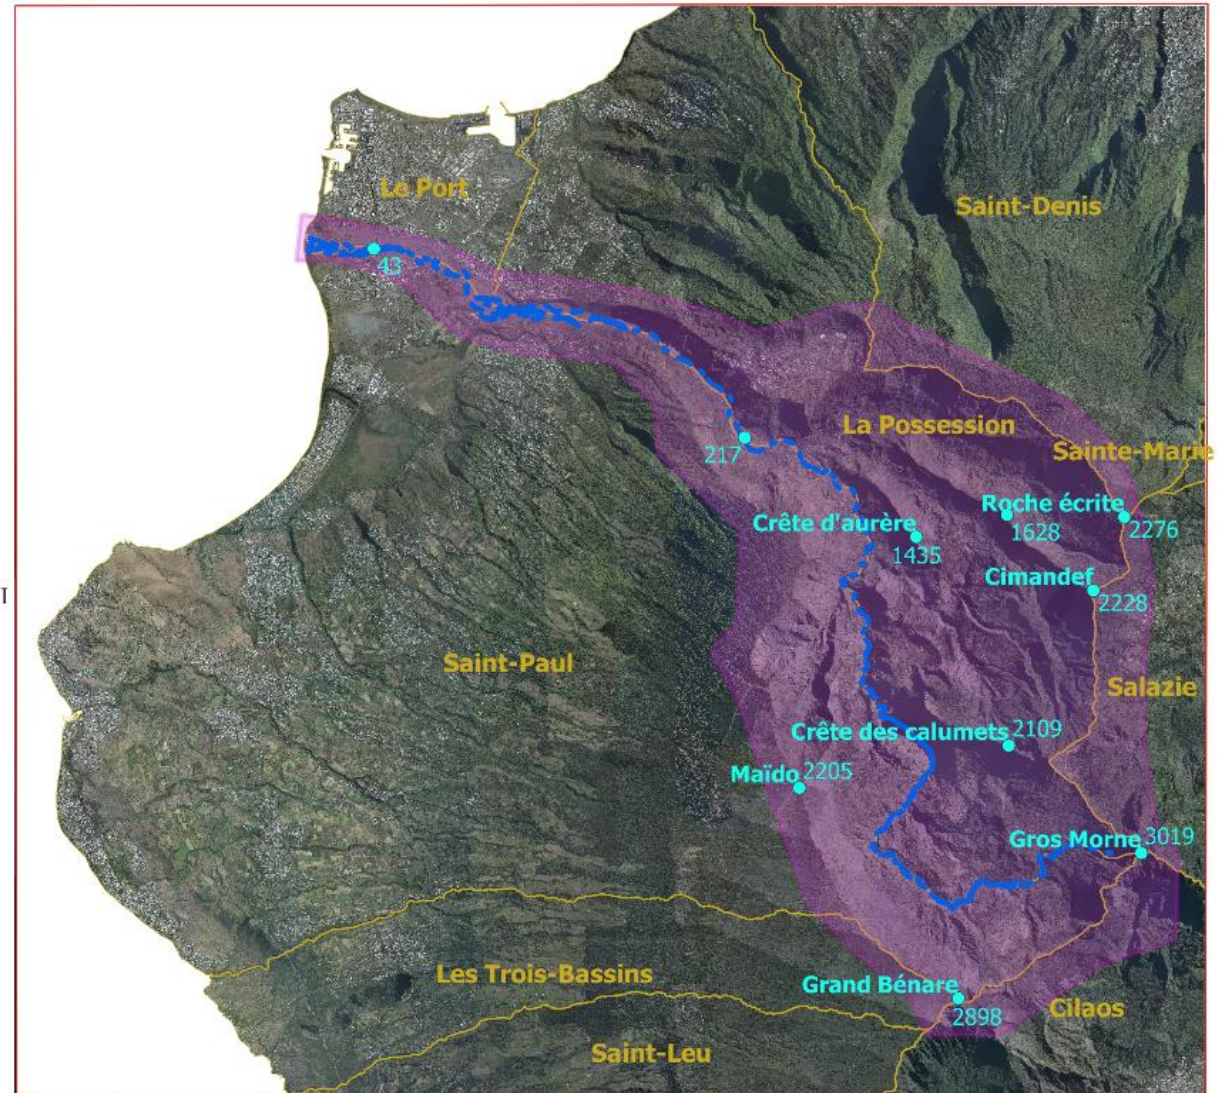 Le Port
Saint-Denis
43
La Possession
217
Sainte-Marie
Roche écrite
Crête d'aurère
1628
2276
1435
Cimandef
I
2228
Saint-Paul
Salazie
Crête des calumets
2109
Maïdo
2205
Gros Morne
3019
Les Trois-Bassins
Grand Bénare
Cilaos
2898
Saint-Leu